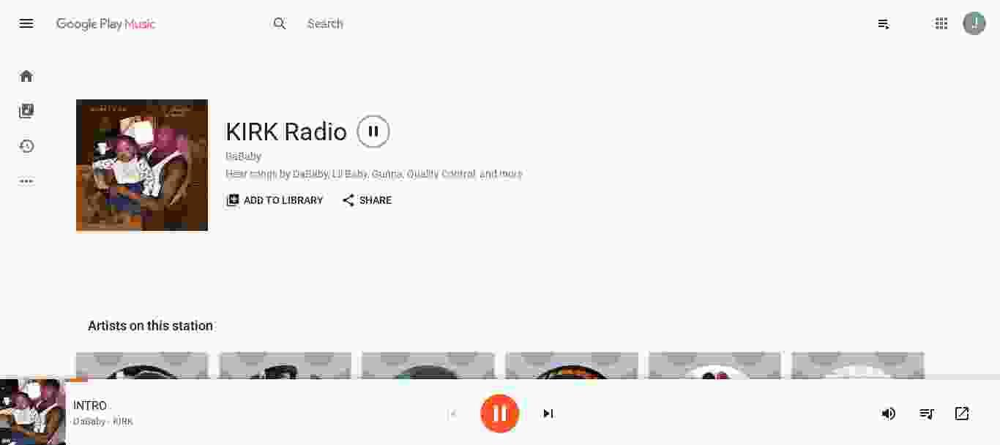 Google Play Music
Search
J
KIRK Radio
DaBaby
Hear songs by DaBaby, Lil Baby, Gunna, Quality Control, and more.
ADD TO LIBRARY
SHARE
Artists on this station
INTRO
DaBaby - KIRK